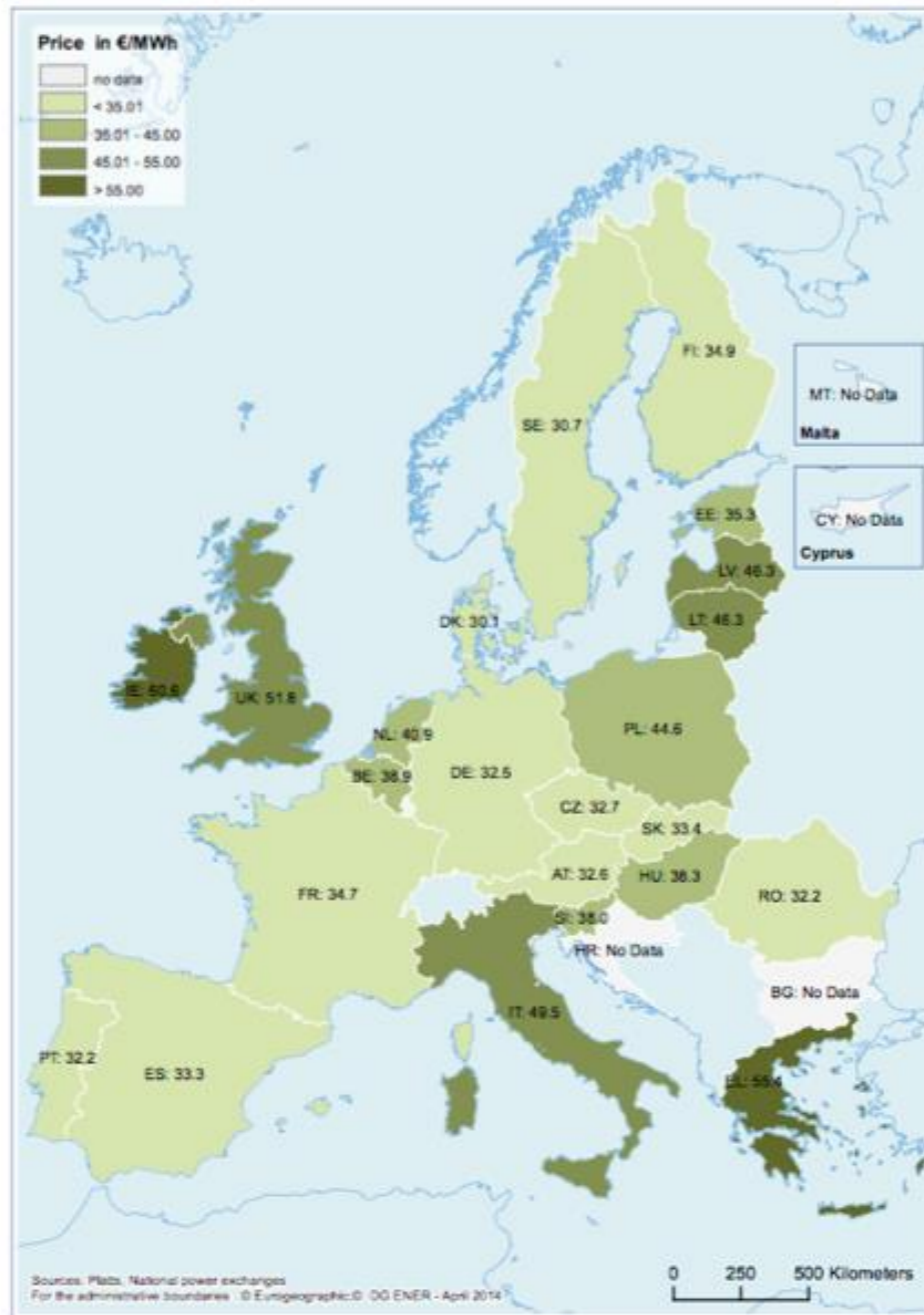 Price in €/MWh
no data
< 35.01
35.01 - 45.00
45.01 - 55.00
> 55.00
FI: 34.9
MT: No Data
Malta
SE: 30.7
EE: 35.3
CY: No Data
Cyprus
LV: 46.3
DK: 30.1
LT: 46.3
UK: 51.6
NL: 40.9
PL: 44.6
BE: 38.9
DE: 32.5
CZ: 32.7
SK: 33.4
AT: 32.6
HU: 38.3
FR: 34.7
RO: 32.2
SI: 38.0
HR: No Data
BG: No Data
IT: 49.5
PT: 32.2
ES: 33.3
EL: 55.4
Sources: Platts, National power exchanges
0 250 500 Kilometers
For the administrative boundaries : © Eurogeographic;© DG ENER - April 2014